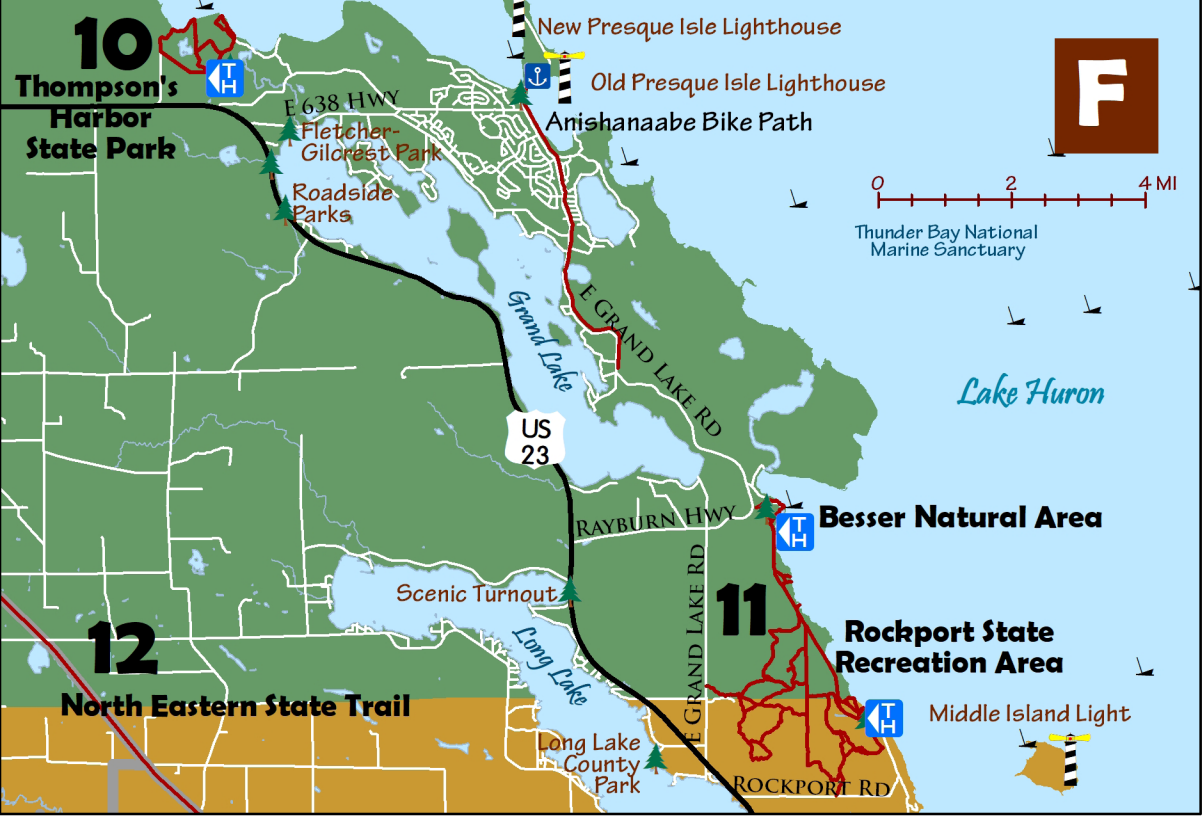 10
Thompson's
Harbor
State Park
T
H
E 638 HWY
Fletcher-
Gilcrest Park
Roadside
Parks
New Presque Isle Lighthouse
Old Presque Isle Lighthouse
Anishanaabe Bike Path
F
0 2 4 MI
Thunder Bay National
Marine Sanctuary
Grand Lake
E GRAND LAKE RD
Lake Huron
US
23
RAYBURN HWY
T
H
Besser Natural Area
Scenic Turnout
E GRAND LAKE RD
11
Rockport State
Recreation Area
12
North Eastern State Trail
Long Lake
T
H
Middle Island Light
Long Lake
County
Park
ROCKPORT RD